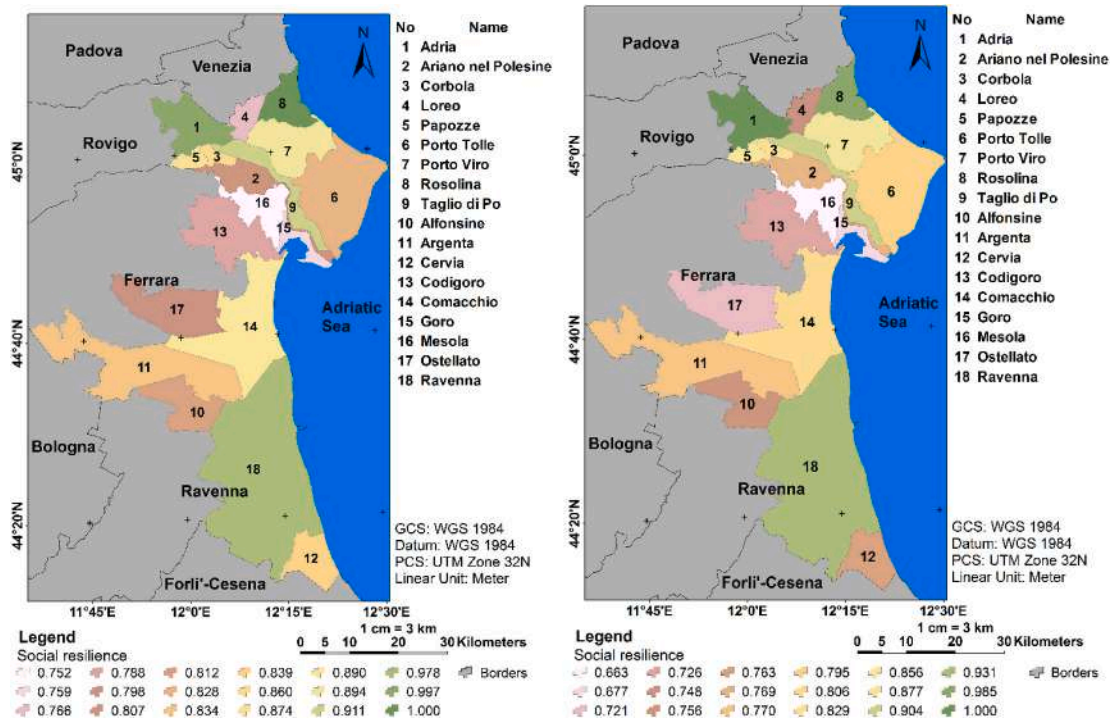 No Name
1 Adria
2 Ariano nel Polesine
3 Corbola
4 Loreo
5 Papozze
6 Porto Tolle
7 Porto Viro
8 Rosolina
9 Taglio di Po
10 Alfonsine
11 Argenta
12 Cervia
13 Codigoro
14 Comacchio
15 Goro
16 Mesola
17 Ostellato
18 Ravenna
N
Padova
Venezia
Rovigo
Ferrara
Adriatic
Sea
Bologna
Ravenna
Forli'-Cesena
8
4
1
5 3
7
2
6
16
9
15
13
17
14
11
10
18
12
45°0'N
44°40'N
44°20'N
GCS: WGS 1984
Datum: WGS 1984
PCS: UTM Zone 32N
Linear Unit: Meter
11°45'E 12°0'E 12°15'E 12°30'E
1 cm = 3 km
0 5 10 20 30 Kilometers
Legend
Social resilience
0.752 0.788 0.812 0.839 0.890 0.978 Borders
0.759 0.798 0.828 0.860 0.894 0.997
0.766 0.807 0.834 0.874 0.911 1.000
No Name
1 Adria
2 Ariano nel Polesine
3 Corbola
4 Loreo
5 Papozze
6 Porto Tolle
7 Porto Viro
8 Rosolina
9 Taglio di Po
10 Alfonsine
11 Argenta
12 Cervia
13 Codigoro
14 Comacchio
15 Goro
16 Mesola
17 Ostellato
18 Ravenna
N
Padova
Venezia
Rovigo
Ferrara
Adriatic
Sea
Bologna
Ravenna
Forli'-Cesena
8
4
1
5 3
7
2
6
16
9
15
13
17
14
11
10
18
12
45°0'N
44°40'N
44°20'N
GCS: WGS 1984
Datum: WGS 1984
PCS: UTM Zone 32N
Linear Unit: Meter
11°45'E 12°0'E 12°15'E 12°30'E
1 cm = 3 km
0 5 10 20 30 Kilometers
Legend
Social resilience
0.663 0.726 0.763 0.795 0.856 0.931 Borders
0.677 0.748 0.769 0.806 0.877 0.985
0.721 0.756 0.770 0.829 0.904 1.000